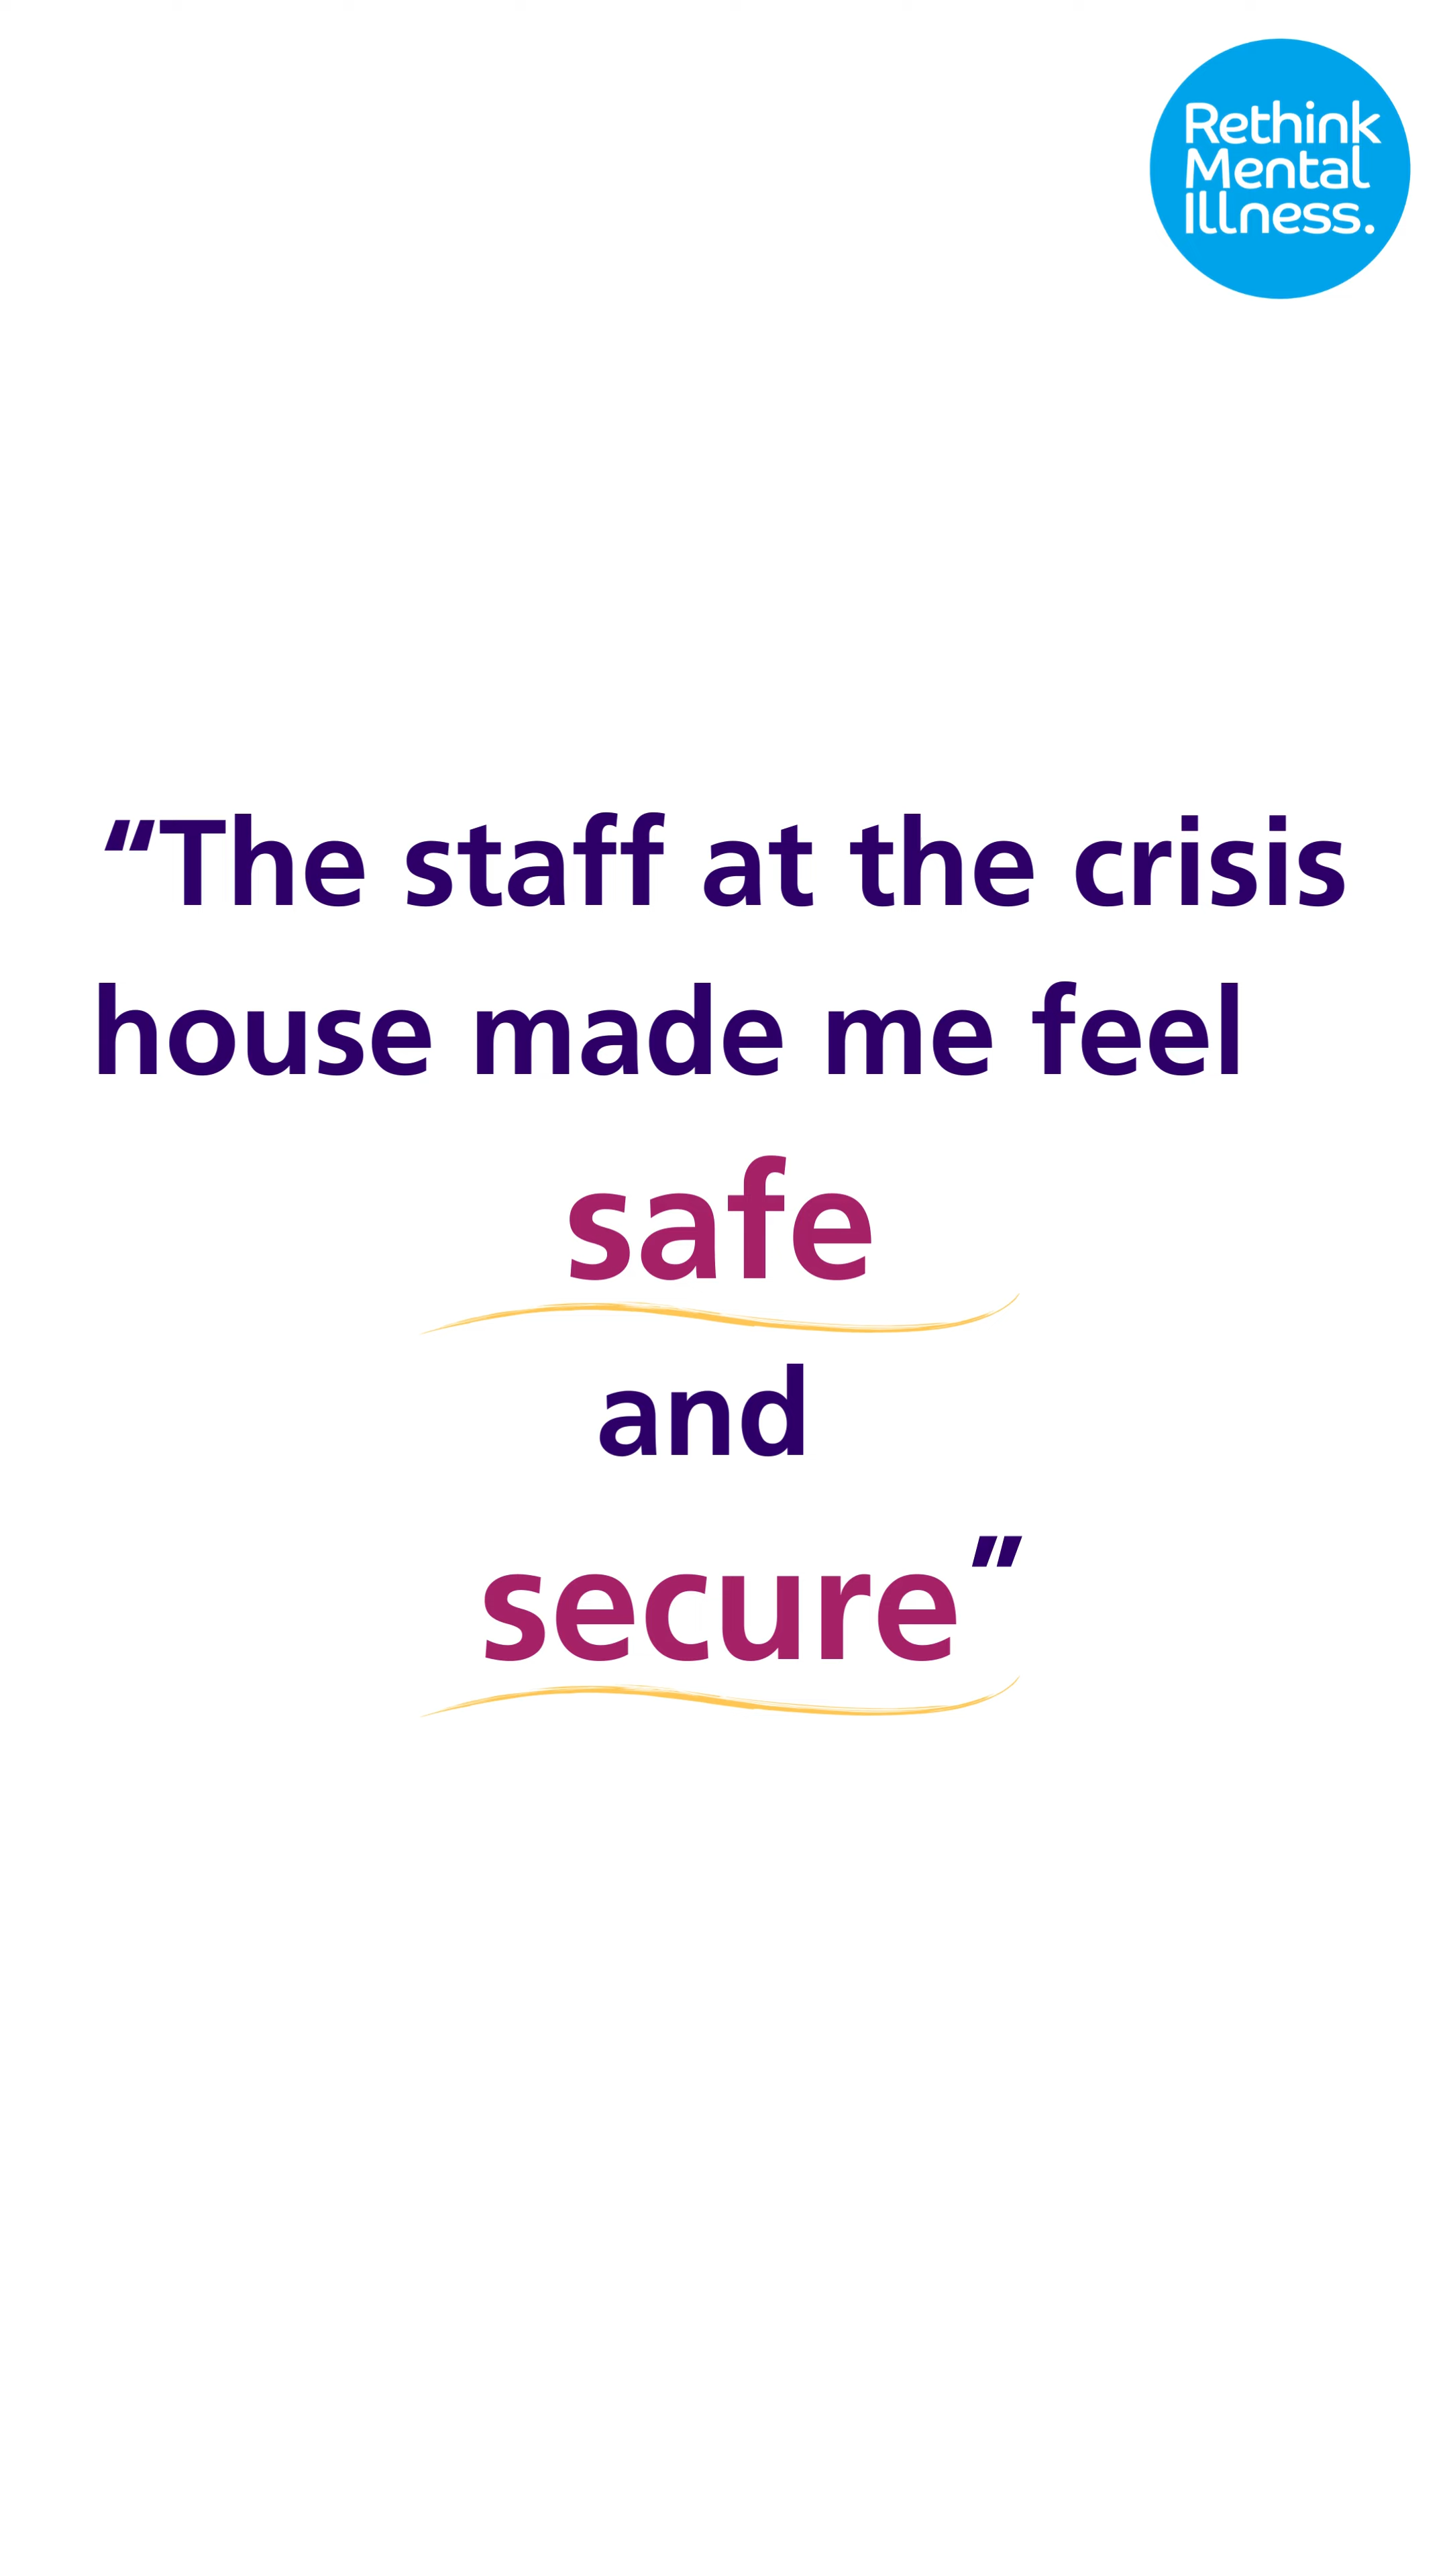 Rethink
Mental
Illness.
“The staff at the crisis
house made me feel
safe
and
secure”